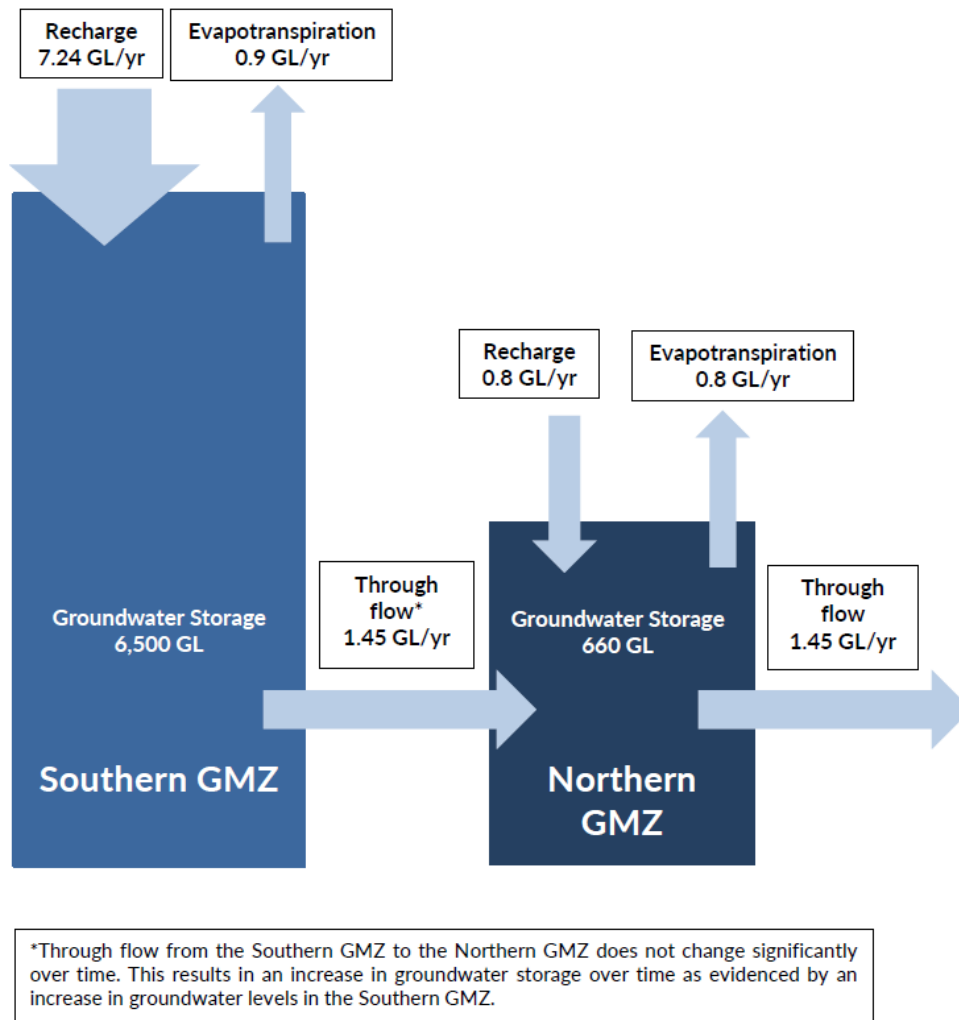 Recharge
7.24 GL/yr
Evapotranspiration
0.9 GL/yr
Recharge
0.8 GL/yr
Evapotranspiration
0.8 GL/yr
Groundwater Storage
6,500 GL
Through
flow*
1.45 GL/yr
Groundwater Storage
660 GL
Through
flow
1.45 GL/yr
Southern GMZ
Northern
GMZ
*Through flow from the Southern GMZ to the Northern GMZ does not change significantly
over time. This results in an increase in groundwater storage over time as evidenced by an
increase in groundwater levels in the Southern GMZ.